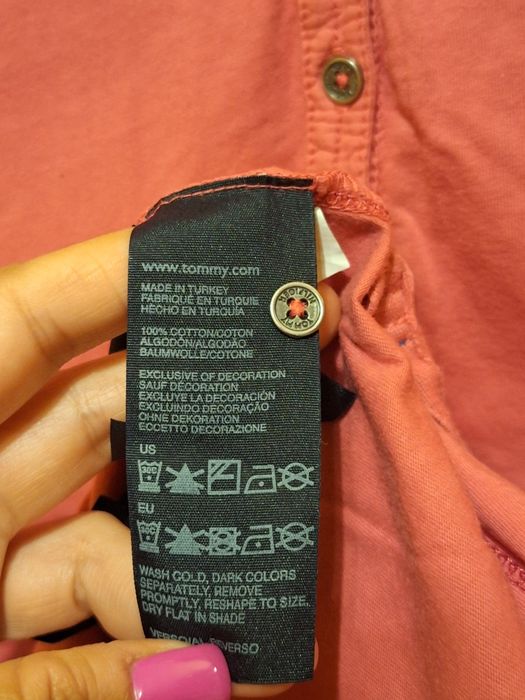 www.tommy.com
MADE IN TURKEY
FABRIQUÉ EN TURQUIE
HECHO EN TURQUÍA
100% COTTON/COTON
ALGODÓN/ALGODÃO
BAUMWOLLE/COTONE
EXCLUSIVE OF DECORATION
SAUF DÉCORATION
EXCLUYE LA DECORACIÓN
EXCLUINDO DECORAÇÃO
OHNE DEKORATION
ECCETTO DECORAZIONE
US
EU
WASH COLD, DARK COLORS
SEPARATELY, REMOVE
PROMPTLY, RESHAPE TO SIZE,
DRY FLAT IN SHADE
TOMMY
HILFIGER